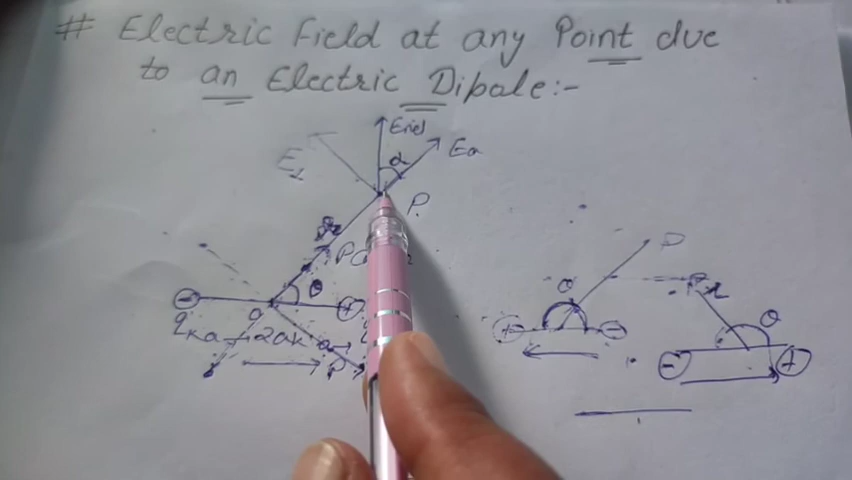 # Electric Field at any Point due
to an Electric Dipole:-
Enet
Ea
α
P
r
θ
o
p
θ
P
θ